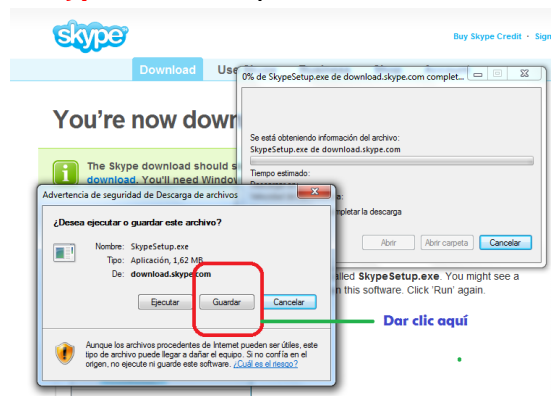 skype
Buy Skype Credit · Sign
Download Use
0% de SkypeSetup.exe de download.skype.com complet...
You're now down
Se está obteniendo información del archivo:
SkypeSetup.exe de download.skype.com
Tiempo estimado:
The Skype download should s
download. You'll need Window
mpletar la descarga
Abrir Abrir carpeta Cancelar
Advertencia de seguridad de Descarga de archivos
¿Desea ejecutar o guardar este archivo?
Nombre: SkypeSetup.exe
Tipo: Aplicación, 1,62 MB
De: download.skype.com
Ejecutar Guardar Cancelar
alled SkypeSetup.exe. You might see a
n this software. Click 'Run' again.
Dar clic aquí
Aunque los archivos procedentes de Internet pueden ser útiles, este
tipo de archivo puede llegar a dañar el equipo. Si no confía en el
origen, no ejecute ni guarde este software. ¿Cuál es el riesgo?